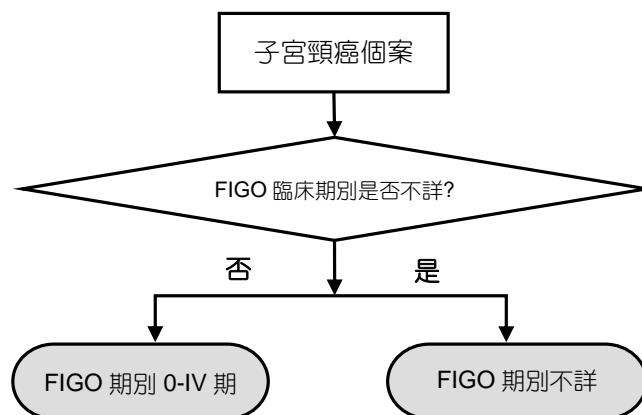 子宮頸癌個案
FIGO 臨床期別是否不詳?
否
是
FIGO 期別 0-IV 期
FIGO 期別不詳